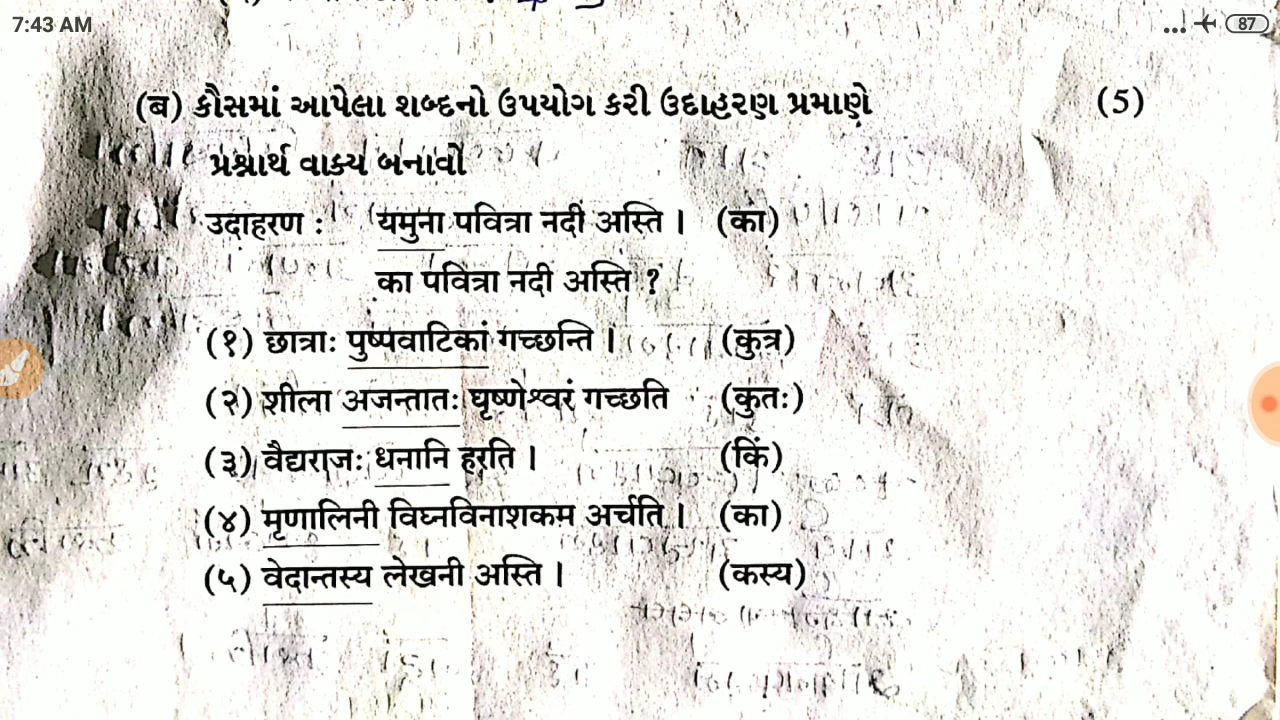 7:43 AM
87
(ब) કૌસમાં આપેલા શબ્દનો ઉપયોગ કરી ઉદાહરણ પ્રમાણે (5)
પ્રશ્નાર્થ વાક્ય બનાવો
उदाहरण : यमुना पवित्रा नदी अस्ति । (का)
का पवित्रा नदी अस्ति ?
(१) छात्राः पुष्पवाटिकां गच्छन्ति । (कुत्र)
(२) शीला अजन्तातः घृष्णेश्वरं गच्छति (कुतः)
(३) वैद्यराजः धनानि हरति । (किं)
(४) मृणालिनी विघ्नविनाशकम अर्चति । (का)
(५) वेदान्तस्य लेखनी अस्ति । (कस्य)